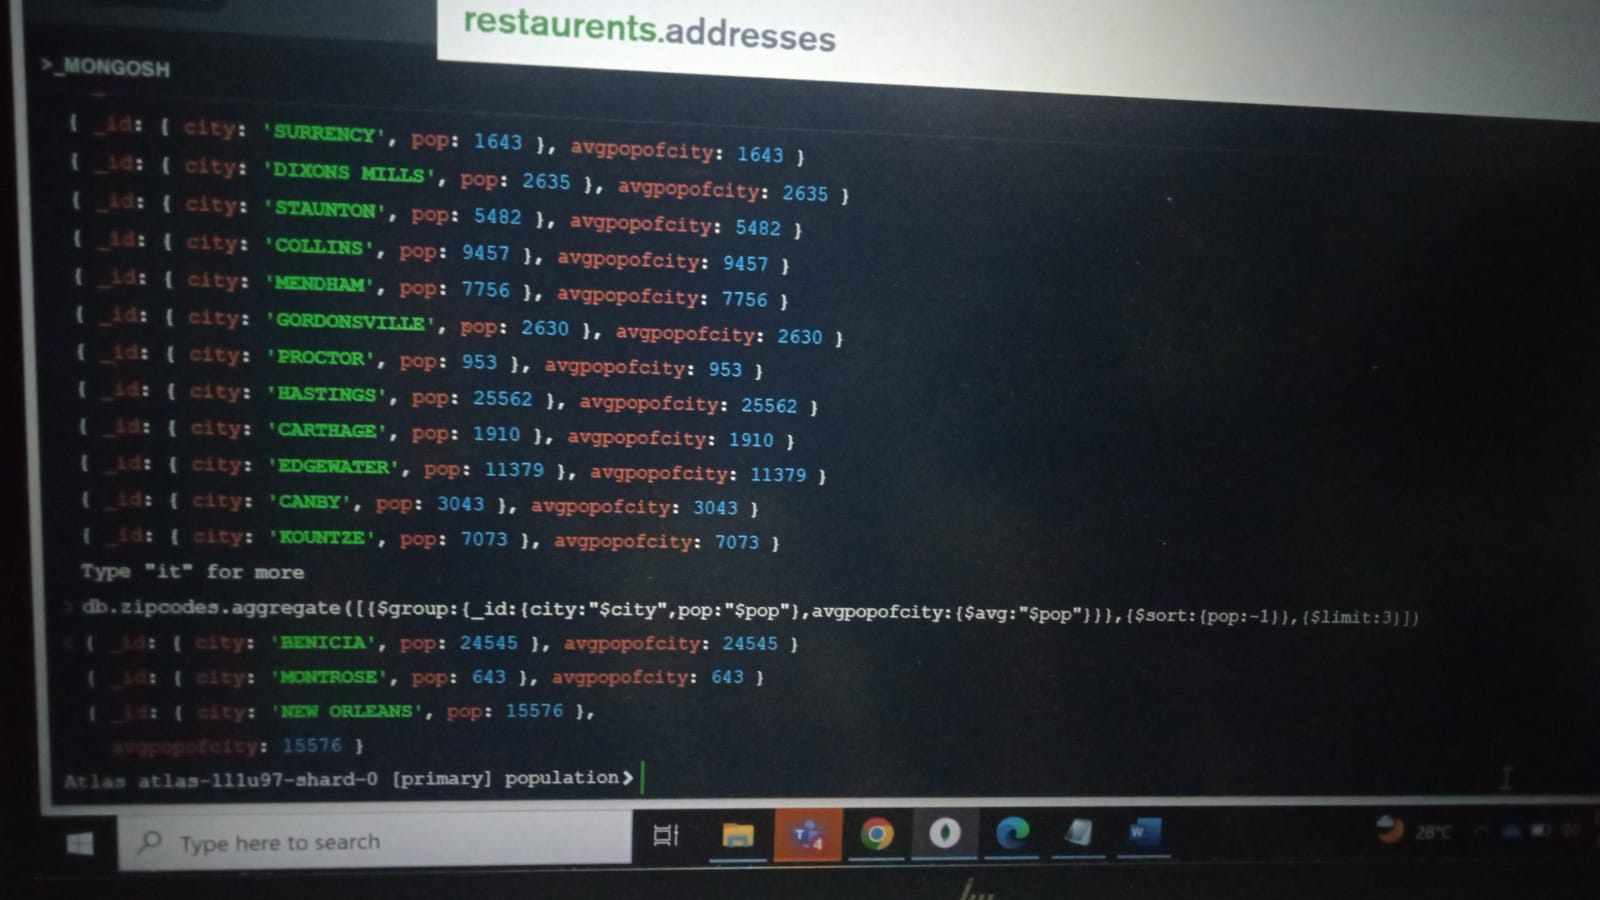 restaurents.addresses
>_MONGOSH
{ _id: { city: 'SURRENCY', pop: 1643 }, avgpopofcity: 1643 }
{ _id: { city: 'DIXONS MILLS', pop: 2635 }, avgpopofcity: 2635 }
{ _id: { city: 'STAUNTON', pop: 5482 }, avgpopofcity: 5482 }
{ _id: { city: 'COLLINS', pop: 9457 }, avgpopofcity: 9457 }
{ _id: { city: 'MENDHAM', pop: 7756 }, avgpopofcity: 7756 }
{ _id: { city: 'GORDONSVILLE', pop: 2630 }, avgpopofcity: 2630 }
{ _id: { city: 'PROCTOR', pop: 953 }, avgpopofcity: 953 }
{ _id: { city: 'HASTINGS', pop: 25562 }, avgpopofcity: 25562 }
{ _id: { city: 'CARTHAGE', pop: 1910 }, avgpopofcity: 1910 }
{ _id: { city: 'EDGEWATER', pop: 11379 }, avgpopofcity: 11379 }
{ _id: { city: 'CANBY', pop: 3043 }, avgpopofcity: 3043 }
{ _id: { city: 'KOUNTZE', pop: 7073 }, avgpopofcity: 7073 }
Type "it" for more
> db.zipcodes.aggregate([{$group:{_id:{city:"$city",pop:"$pop"},avgpopofcity:{$avg:"$pop"}}},{$sort:{pop:-1}},{$limit:3}])
< { _id: { city: 'BENICIA', pop: 24545 }, avgpopofcity: 24545 }
{ _id: { city: 'MONTROSE', pop: 643 }, avgpopofcity: 643 }
{ _id: { city: 'NEW ORLEANS', pop: 15576 },
avgpopofcity: 15576 }
Atlas atlas-111u97-shard-0 [primary] population>
Type here to search
T 4
W
28°C
hp